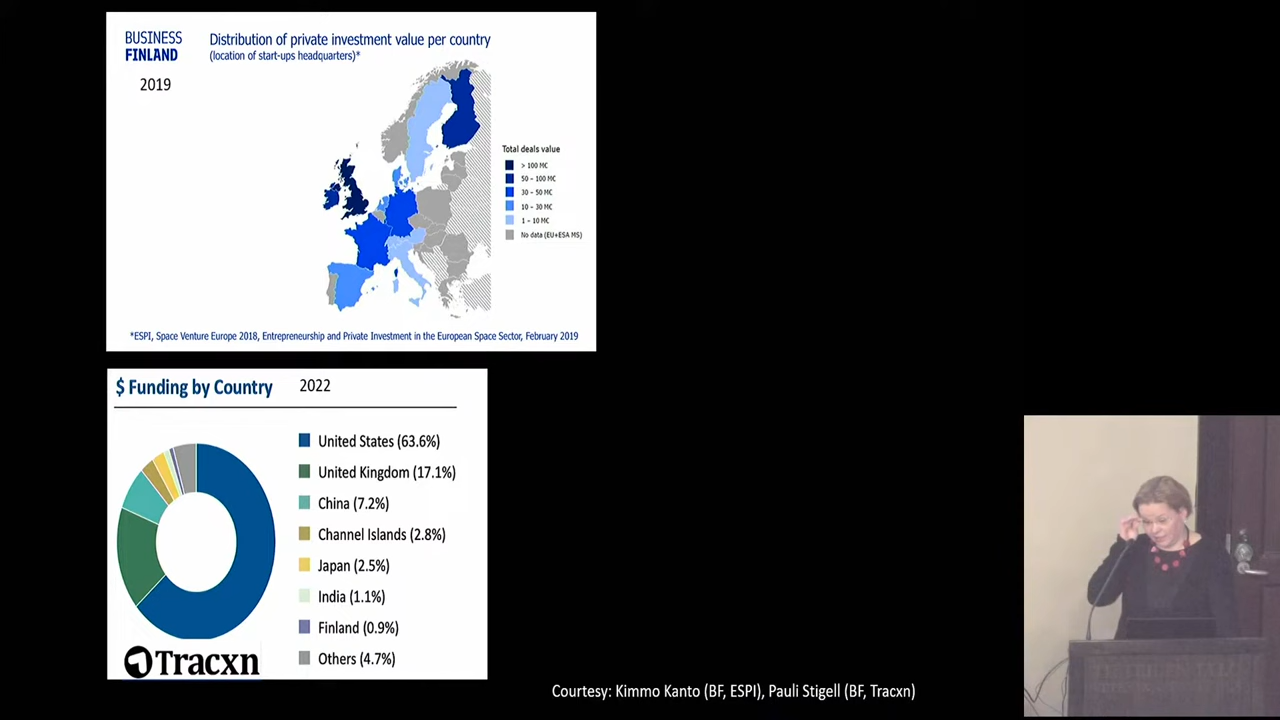 BUSINESS
FINLAND
Distribution of private investment value per country
(location of start-ups headquarters)*
2019
Total deals value
> 100 M€
50 – 100 M€
30 – 50 M€
10 – 30 M€
1 – 10 M€
No data (EU+ESA MS)
*ESPI, Space Venture Europe 2018, Entrepreneurship and Private Investment in the European Space Sector, February 2019
$ Funding by Country
2022
United States (63.6%)
United Kingdom (17.1%)
China (7.2%)
Channel Islands (2.8%)
Japan (2.5%)
India (1.1%)
Finland (0.9%)
Others (4.7%)
Tracxn
Courtesy: Kimmo Kanto (BF, ESPI), Pauli Stigell (BF, Tracxn)